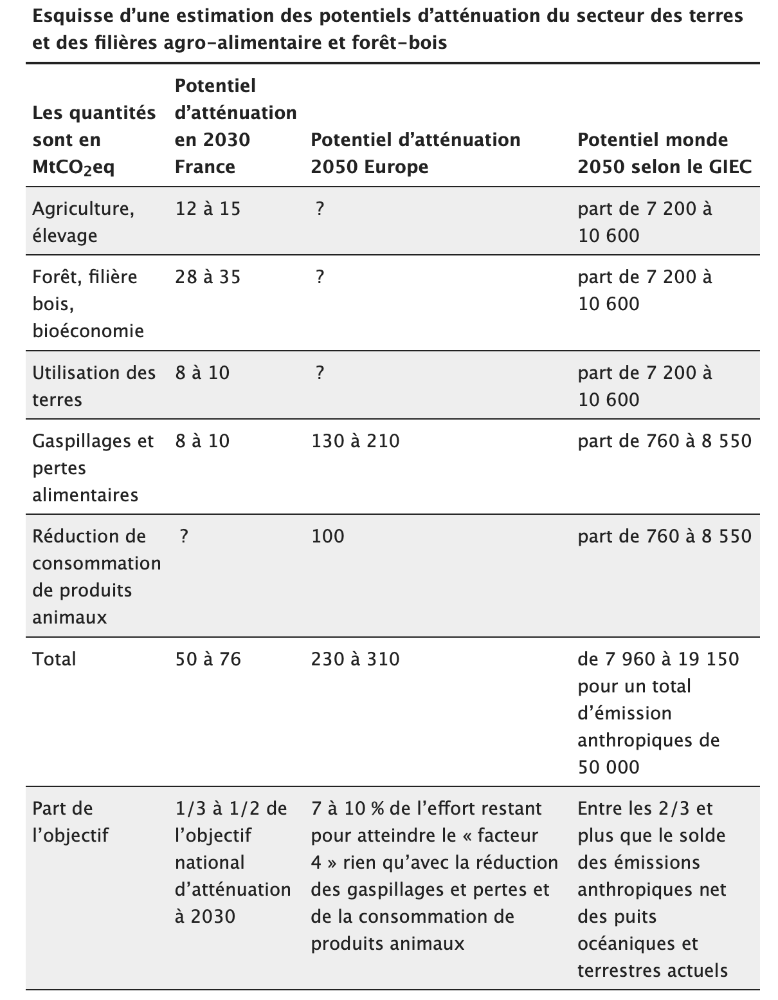 Esquisse d’une estimation des potentiels d’atténuation du secteur des terres
et des filières agro-alimentaire et forêt-bois
Les quantités
sont en
MtCO₂eq
Potentiel
d’atténuation
en 2030
France
Potentiel d’atténuation
2050 Europe
Potentiel monde
2050 selon le GIEC
Agriculture,
élevage
12 à 15
?
part de 7 200 à
10 600
Forêt, filière
bois,
bioéconomie
28 à 35
?
part de 7 200 à
10 600
Utilisation des
terres
8 à 10
?
part de 7 200 à
10 600
Gaspillages et
pertes
alimentaires
8 à 10
130 à 210
part de 760 à 8 550
Réduction de
consommation
de produits
animaux
?
100
part de 760 à 8 550
Total
50 à 76
230 à 310
de 7 960 à 19 150
pour un total
d’émission
anthropiques de
50 000
Part de
l’objectif
1/3 à 1/2 de
l’objectif
national
d’atténuation
à 2030
7 à 10 % de l’effort restant
pour atteindre le « facteur
4 » rien qu’avec la réduction
des gaspillages et pertes et
de la consommation de
produits animaux
Entre les 2/3 et
plus que le solde
des émissions
anthropiques net
des puits
océaniques et
terrestres actuels